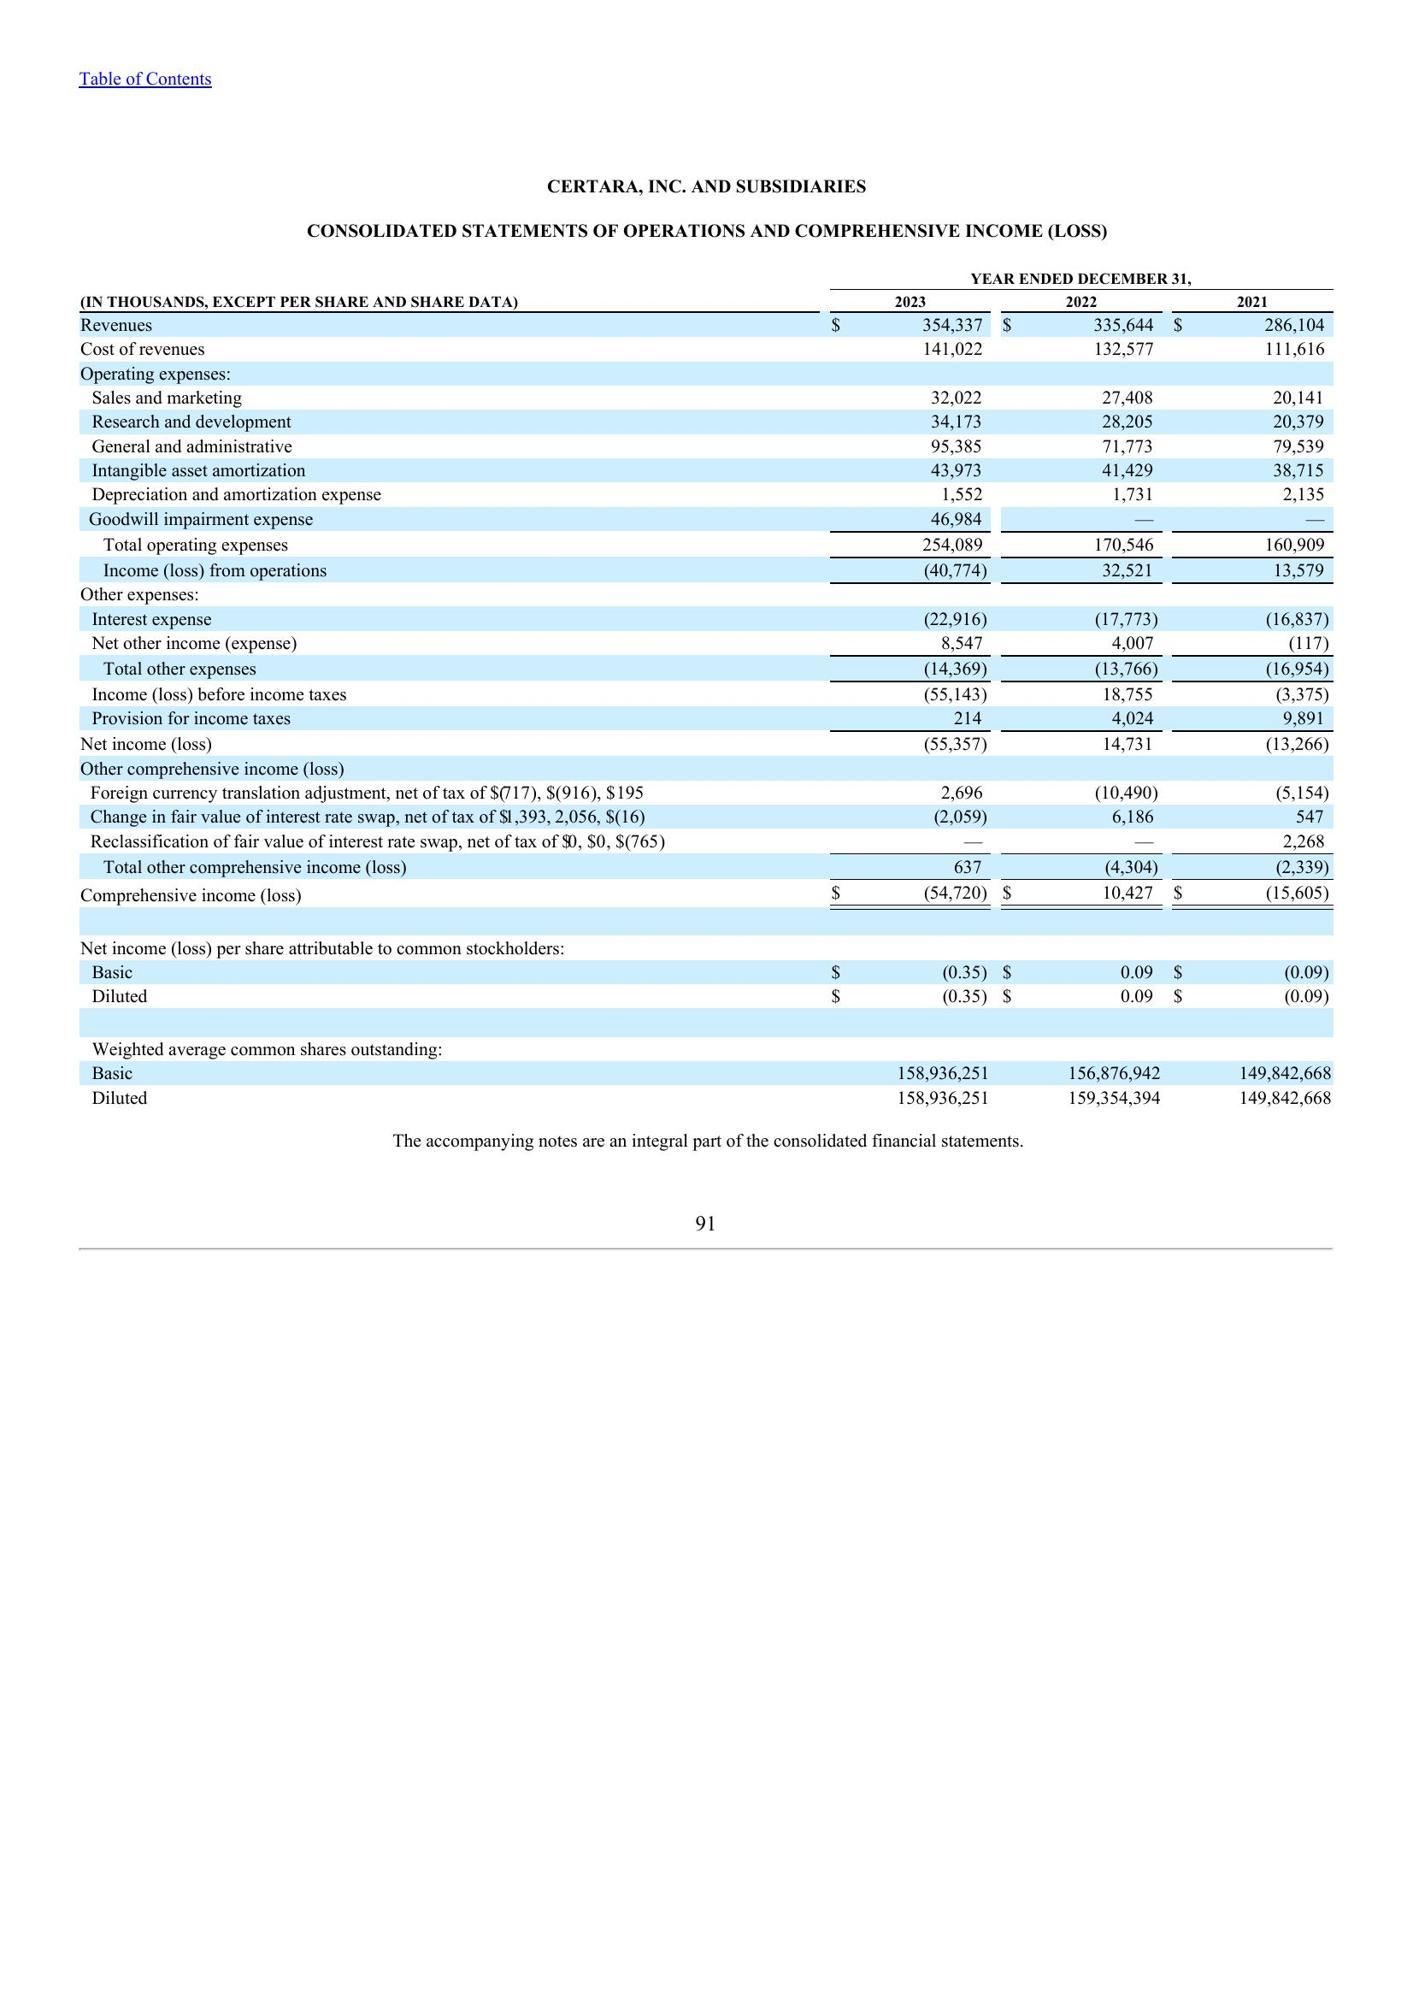 Table of Contents
CERTARA, INC. AND SUBSIDIARIES
CONSOLIDATED STATEMENTS OF OPERATIONS AND COMPREHENSIVE INCOME (LOSS)
YEAR ENDED DECEMBER 31,
(IN THOUSANDS, EXCEPT PER SHARE AND SHARE DATA) 2023 2022 2021
Revenues $ 354,337 $ 335,644 $ 286,104
Cost of revenues 141,022 132,577 111,616
Operating expenses:
Sales and marketing 32,022 27,408 20,141
Research and development 34,173 28,205 20,379
General and administrative 95,385 71,773 79,539
Intangible asset amortization 43,973 41,429 38,715
Depreciation and amortization expense 1,552 1,731 2,135
Goodwill impairment expense 46,984 — —
Total operating expenses 254,089 170,546 160,909
Income (loss) from operations (40,774) 32,521 13,579
Other expenses:
Interest expense (22,916) (17,773) (16,837)
Net other income (expense) 8,547 4,007 (117)
Total other expenses (14,369) (13,766) (16,954)
Income (loss) before income taxes (55,143) 18,755 (3,375)
Provision for income taxes 214 4,024 9,891
Net income (loss) (55,357) 14,731 (13,266)
Other comprehensive income (loss)
Foreign currency translation adjustment, net of tax of $(717), $(916), $195 2,696 (10,490) (5,154)
Change in fair value of interest rate swap, net of tax of $1,393, 2,056, $(16) (2,059) 6,186 547
Reclassification of fair value of interest rate swap, net of tax of $0, $0, $(765) — — 2,268
Total other comprehensive income (loss) 637 (4,304) (2,339)
Comprehensive income (loss) $ (54,720) $ 10,427 $ (15,605)
Net income (loss) per share attributable to common stockholders:
Basic $ (0.35) $ 0.09 $ (0.09)
Diluted $ (0.35) $ 0.09 $ (0.09)
Weighted average common shares outstanding:
Basic 158,936,251 156,876,942 149,842,668
Diluted 158,936,251 159,354,394 149,842,668
The accompanying notes are an integral part of the consolidated financial statements.
91